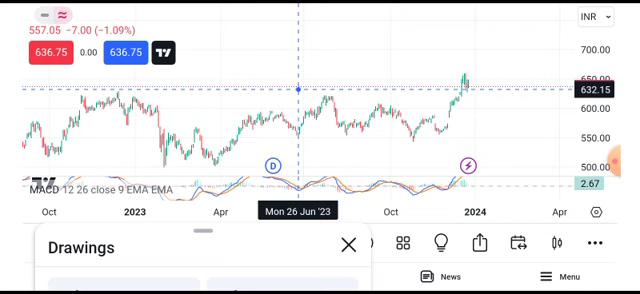 INR
557.05 −7.00 (−1.09%)
636.75 0.00 636.75
700.00
650.00
632.15
600.00
550.00
500.00
D
MACD 12 26 close 9 EMA EMA
2.67
Oct 2023 Apr Mon 26 Jun '23 Oct 2024 Apr
Drawings
News
Menu